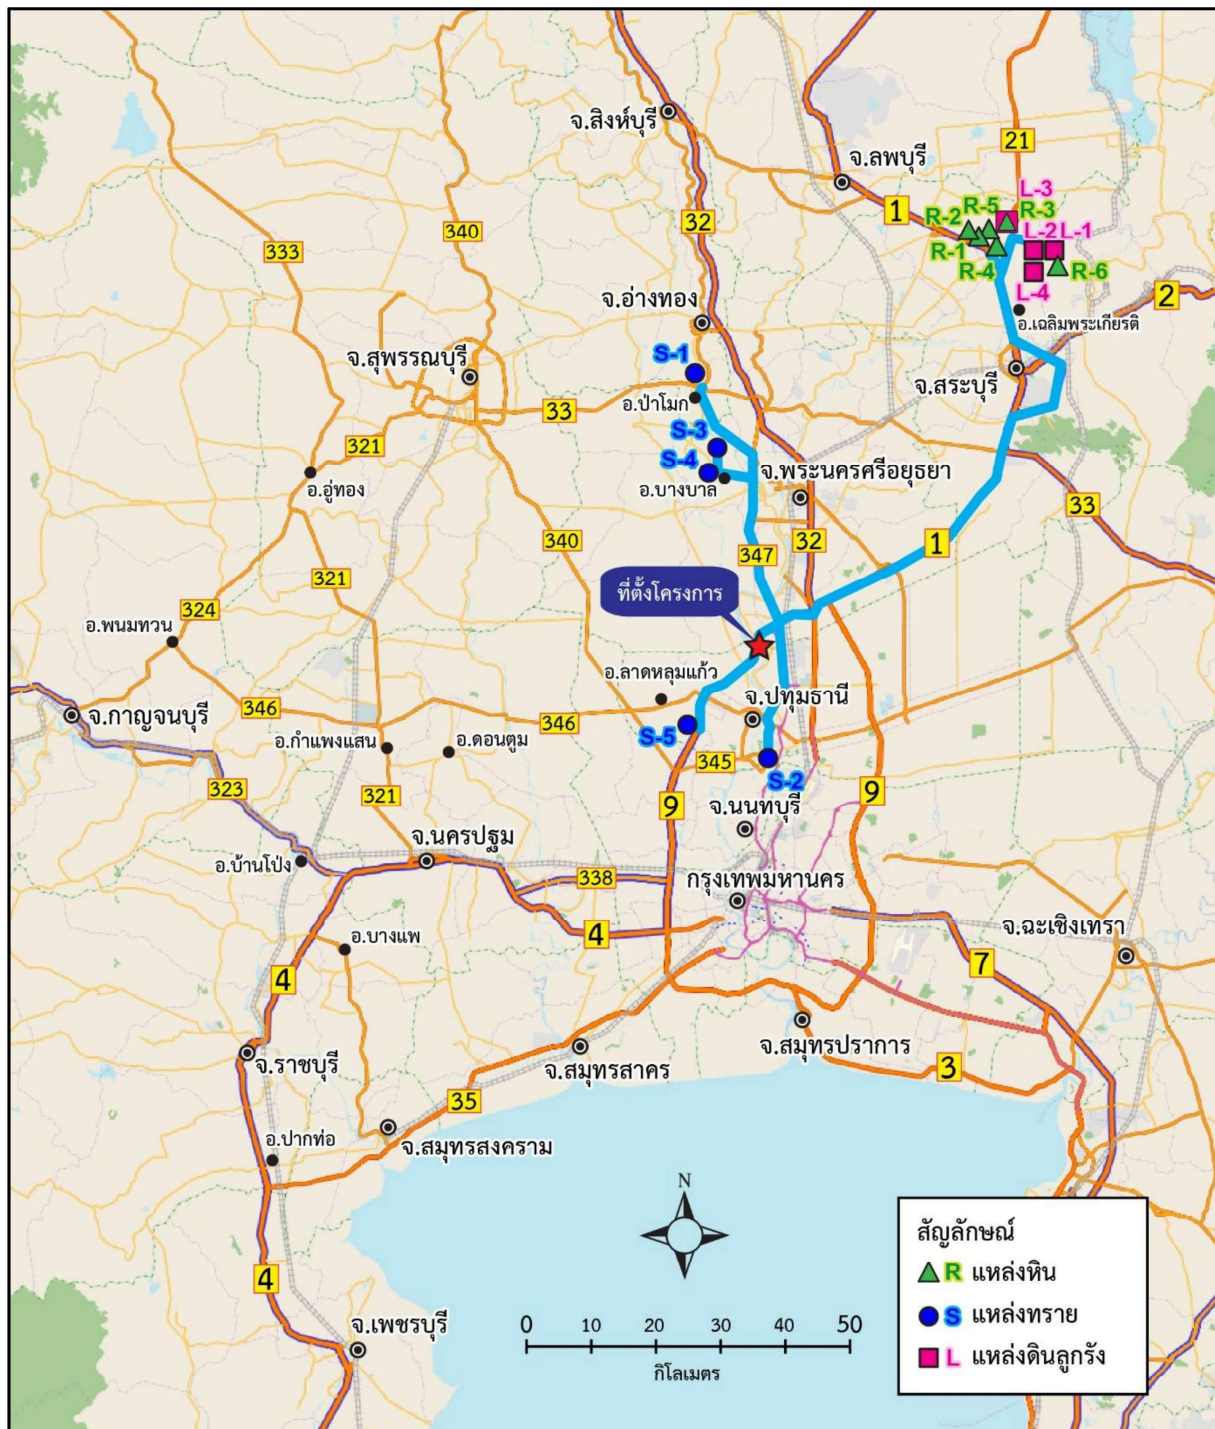 จ.สิงห์บุรี
21
จ.ลพบุรี
L-3
1
R-5
R-3
R-2
32
340
333
L-2
L-1
R-1
R-4
R-6
L-4
2
จ.อ่างทอง
อ.เฉลิมพระเกียรติ
S-1
จ.สุพรรณบุรี
จ.สระบุรี
33
อ.ป่าโมก
S-3
321
S-4
จ.พระนครศรีอยุธยา
อ.บางบาล
อ.อู่ทอง
33
340
347
32
1
321
ที่ตั้งโครงการ
324
อ.พนมทวน
อ.ลาดหลุมแก้ว
346
จ.กาญจนบุรี
346
จ.ปทุมธานี
S-5
อ.กำแพงแสน
อ.ดอนตูม
345
S-2
323
321
9
9
จ.นนทบุรี
จ.นครปฐม
อ.บ้านโป่ง
338
กรุงเทพมหานคร
4
จ.ฉะเชิงเทรา
อ.บางแพ
7
4
จ.สมุทรปราการ
จ.ราชบุรี
จ.สมุทรสาคร
3
35
อ.ปากท่อ
จ.สมุทรสงคราม
N
สัญลักษณ์
R แหล่งหิน
4
S แหล่งทราย
จ.เพชรบุรี
0 10 20 30 40 50
L แหล่งดินลูกรัง
กิโลเมตร